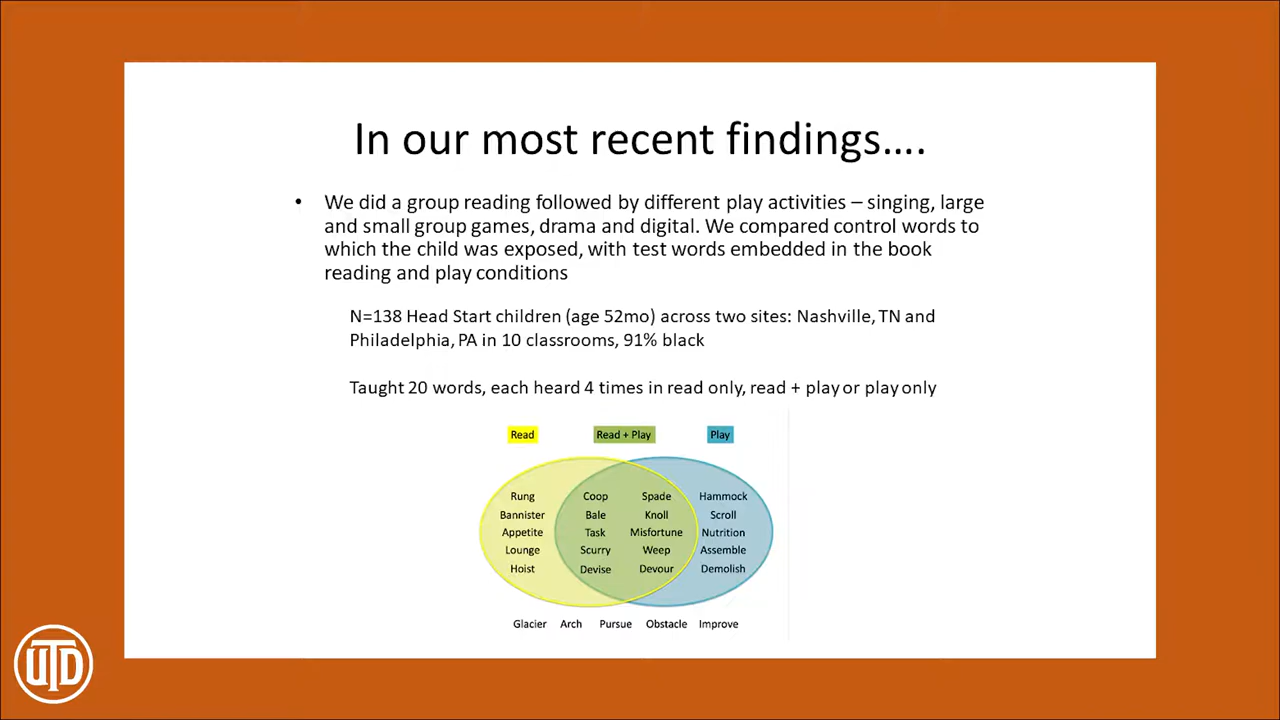 In our most recent findings....
• We did a group reading followed by different play activities – singing, large
and small group games, drama and digital. We compared control words to
which the child was exposed, with test words embedded in the book
reading and play conditions
N=138 Head Start children (age 52mo) across two sites: Nashville, TN and
Philadelphia, PA in 10 classrooms, 91% black
Taught 20 words, each heard 4 times in read only, read + play or play only
Read Read + Play Play
Rung Coop Spade Hammock
Bannister Bale Knoll Scroll
Appetite Task Misfortune Nutrition
Lounge Scurry Weep Assemble
Hoist Devise Devour Demolish
Glacier Arch Pursue Obstacle Improve
UTD